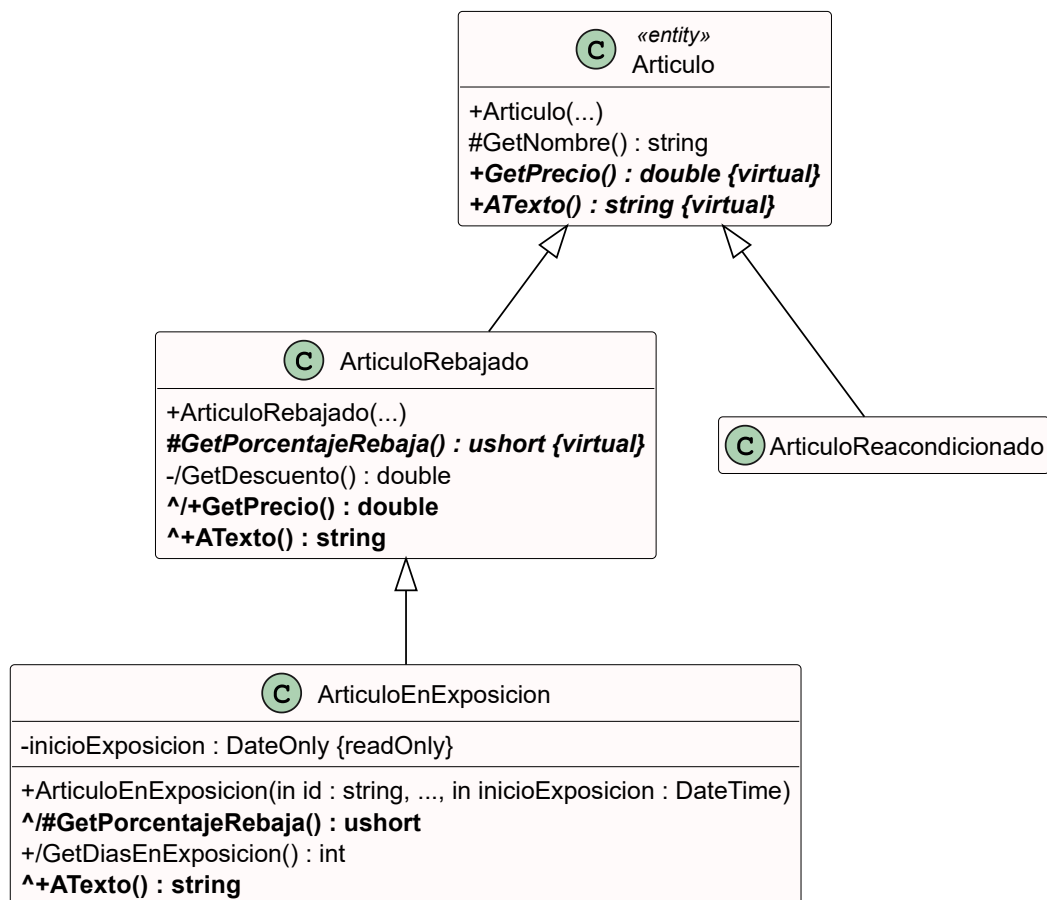 C
«entity»
Articulo
+Articulo(...)
#GetNombre() : string
+GetPrecio() : double {virtual}
+ATexto() : string {virtual}
C ArticuloRebajado
+ArticuloRebajado(...)
#GetPorcentajeRebaja() : ushort {virtual}
-/GetDescuento() : double
^/+GetPrecio() : double
^+ATexto() : string
C ArticuloReacondicionado
C ArticuloEnExposicion
-inicioExposicion : DateOnly {readOnly}
+ArticuloEnExposicion(in id : string, ..., in inicioExposicion : DateTime)
^/#GetPorcentajeRebaja() : ushort
+/GetDiasEnExposicion() : int
^+ATexto() : string